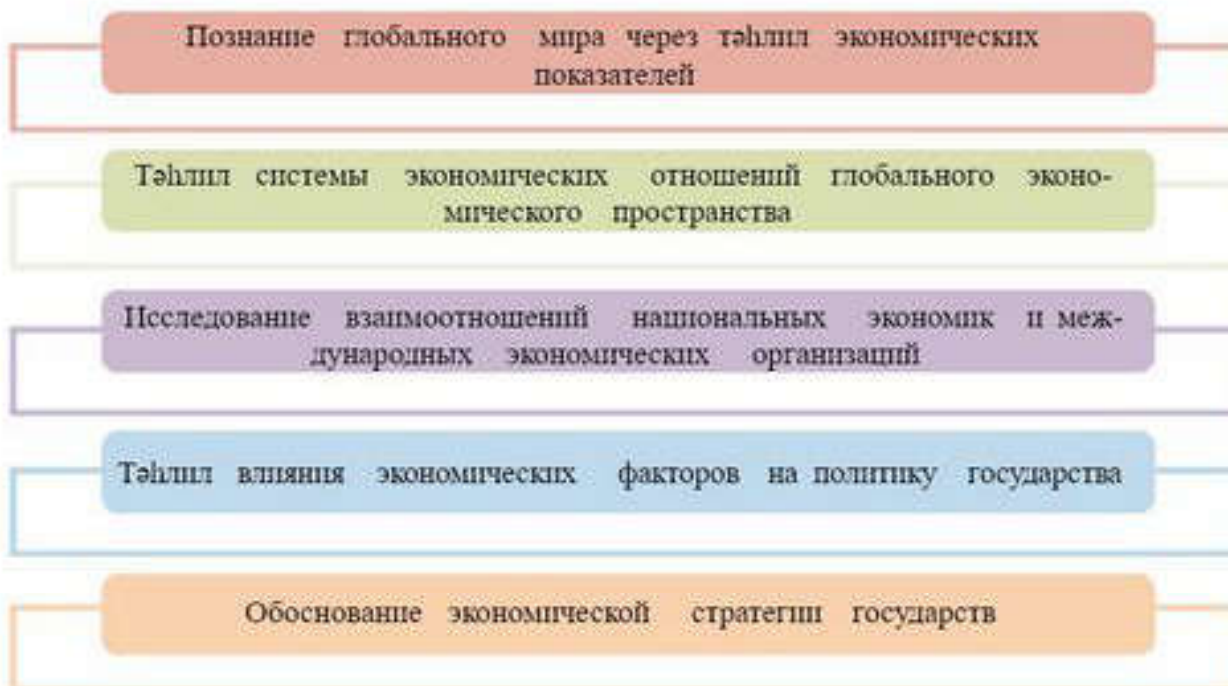 Познание глобального мира через тәһлил экономических
показателей
Тәһлил системы экономических отношений глобального эконо-
мического пространства
Исследование взаимоотношений национальных экономик и меж-
дународных экономических организаций
Тәһлил влияния экономических факторов на политику государства
Обоснование экономической стратегии государств